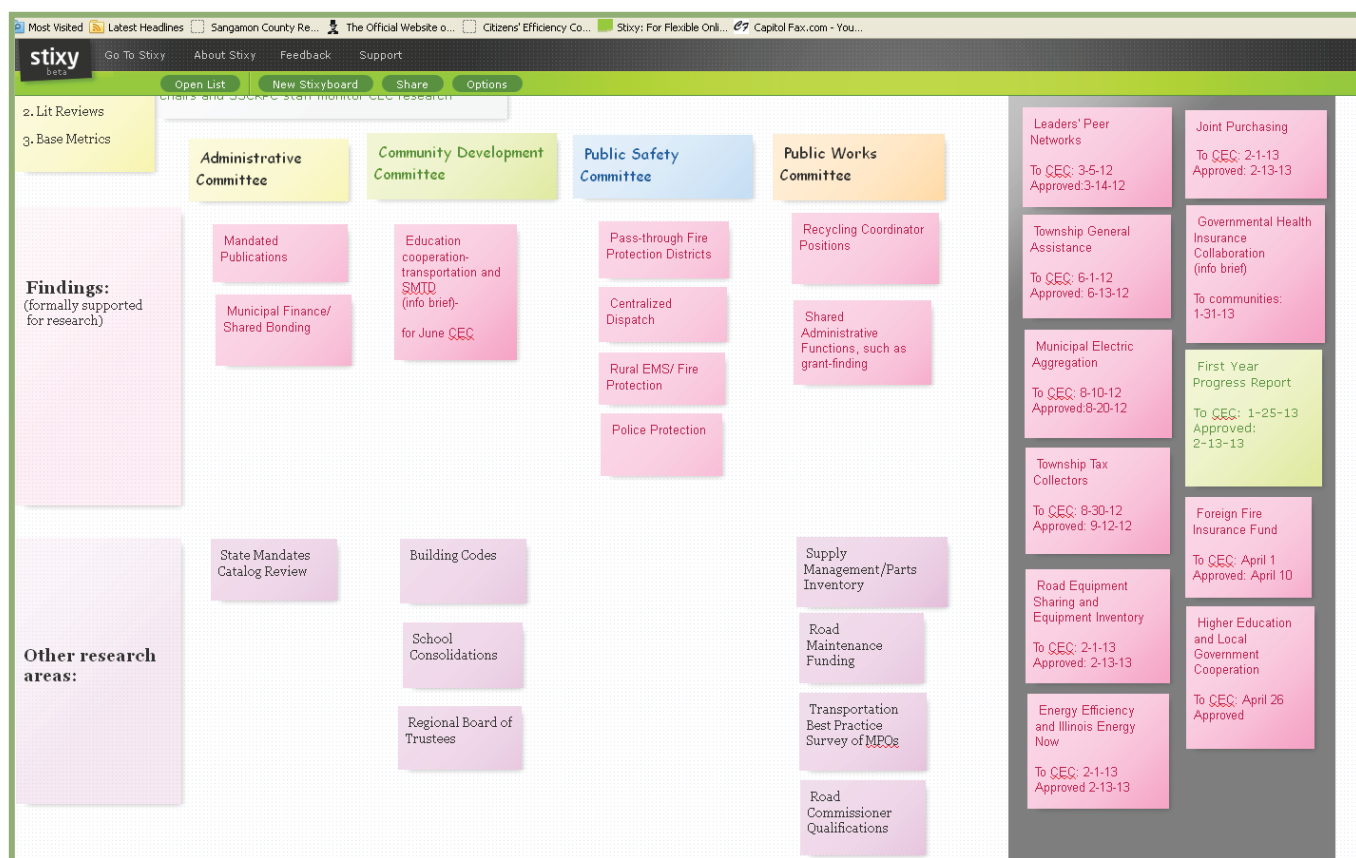 Most Visited Latest Headlines Sangamon County Re... The Official Website o... Citizens' Efficiency Co... Stixy: For Flexible Onli... Capitol Fax.com - You...
stixy
beta
Go To Stixy About Stixy Feedback Support
Open List New Stixyboard Share Options
chairs and SSCRPC staff monitor CEC research
2. Lit Reviews
3. Base Metrics
Administrative
Committee
Community Development
Committee
Public Safety
Committee
Public Works
Committee
Findings:
(formally supported
for research)
Mandated
Publications
Municipal Finance/
Shared Bonding
Education
cooperation-
transportation and
SMTD
(info brief)-
for June CEC
Pass-through Fire
Protection Districts
Centralized
Dispatch
Rural EMS/ Fire
Protection
Police Protection
Recycling Coordinator
Positions
Shared
Administrative
Functions, such as
grant-finding
Other research
areas:
State Mandates
Catalog Review
Building Codes
School
Consolidations
Regional Board of
Trustees
Supply
Management/Parts
Inventory
Road
Maintenance
Funding
Transportation
Best Practice
Survey of MPOs
Road
Commissioner
Qualifications
Leaders' Peer
Networks
To CEC: 3-5-12
Approved:3-14-12
Township General
Assistance
To CEC: 6-1-12
Approved: 6-13-12
Municipal Electric
Aggregation
To CEC: 8-10-12
Approved:8-20-12
Township Tax
Collectors
To CEC: 8-30-12
Approved: 9-12-12
Road Equipment
Sharing and
Equipment Inventory
To CEC: 2-1-13
Approved: 2-13-13
Energy Efficiency
and Illinois Energy
Now
To CEC: 2-1-13
Approved 2-13-13
Joint Purchasing
To CEC: 2-1-13
Approved: 2-13-13
Governmental Health
Insurance
Collaboration
(info brief)
To communities:
1-31-13
First Year
Progress Report
To CEC: 1-25-13
Approved:
2-13-13
Foreign Fire
Insurance Fund
To CEC: April 1
Approved: April 10
Higher Education
and Local
Government
Cooperation
To CEC: April 26
Approved